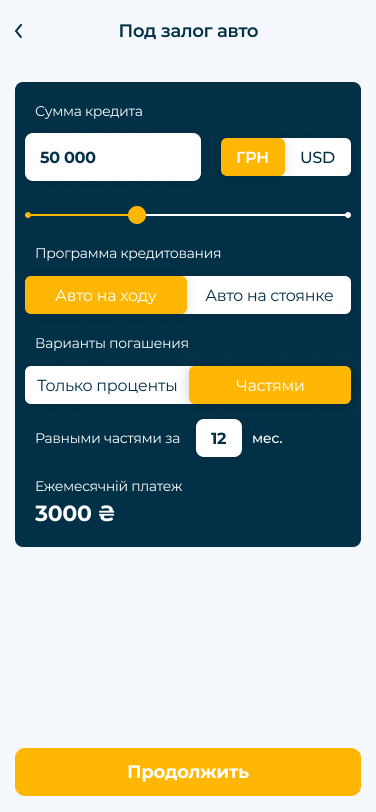 Под залог авто
Сумма кредита
50 000
ГРН USD
Программа кредитования
Авто на ходу Авто на стоянке
Варианты погашения
Только проценты Частями
Равными частями за 12 мес.
Ежемесячній платеж
3000 ₴
Продолжить